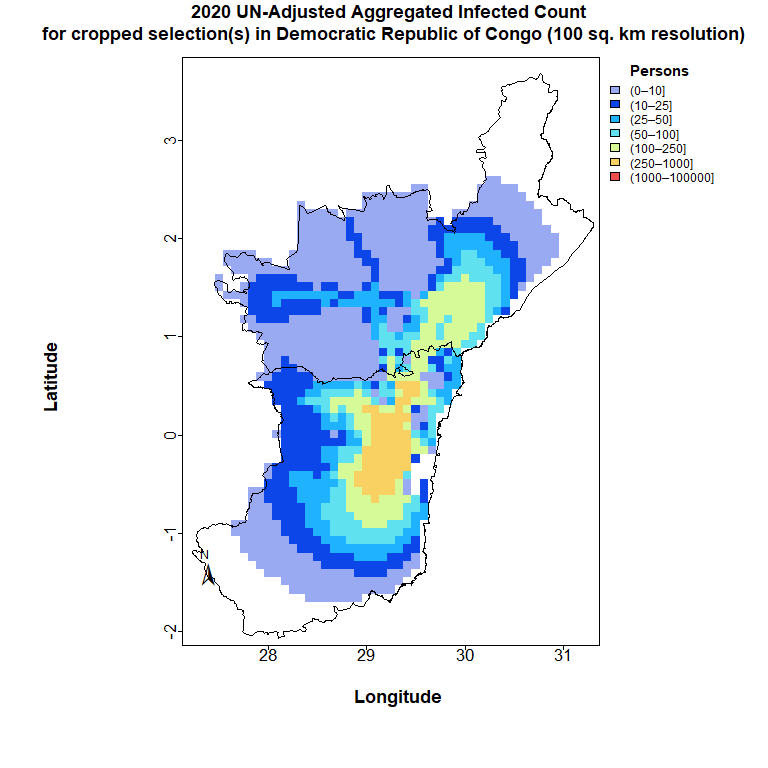 2020 UN-Adjusted Aggregated Infected Count
for cropped selection(s) in Democratic Republic of Congo (100 sq. km resolution)
Persons
(0–10]
(10–25]
(25–50]
(50–100]
(100–250]
(250–1000]
(1000–100000]
3
2
1
0
-1
-2
Latitude
N
28 29 30 31
Longitude